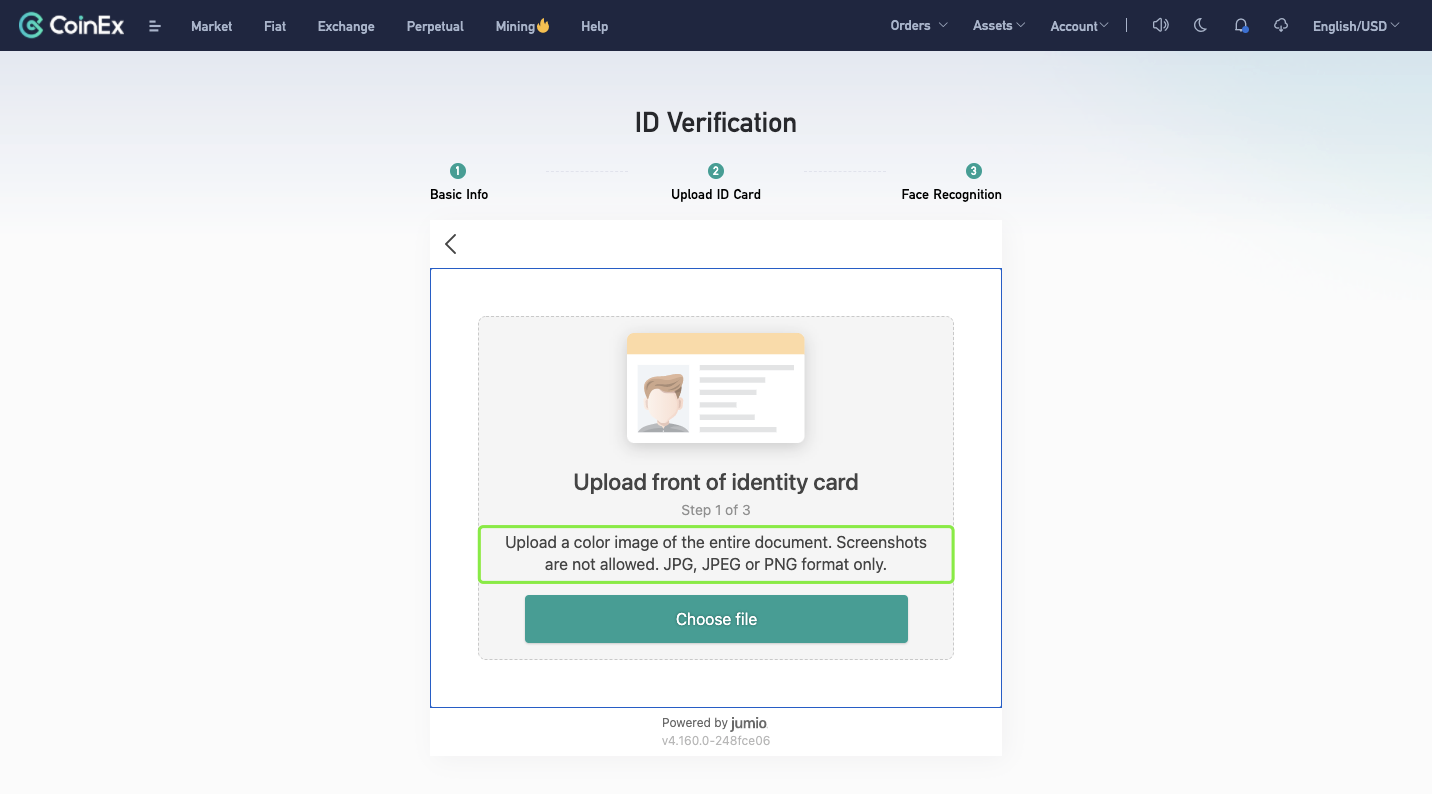 CoinEx Market Fiat Exchange Perpetual Mining Help Orders Assets Account English/USD
ID Verification
1 2 3
Basic Info Upload ID Card Face Recognition
Upload front of identity card
Step 1 of 3
Upload a color image of the entire document. Screenshots
are not allowed. JPG, JPEG or PNG format only.
Choose file
Powered by jumio
v4.160.0-248fce06